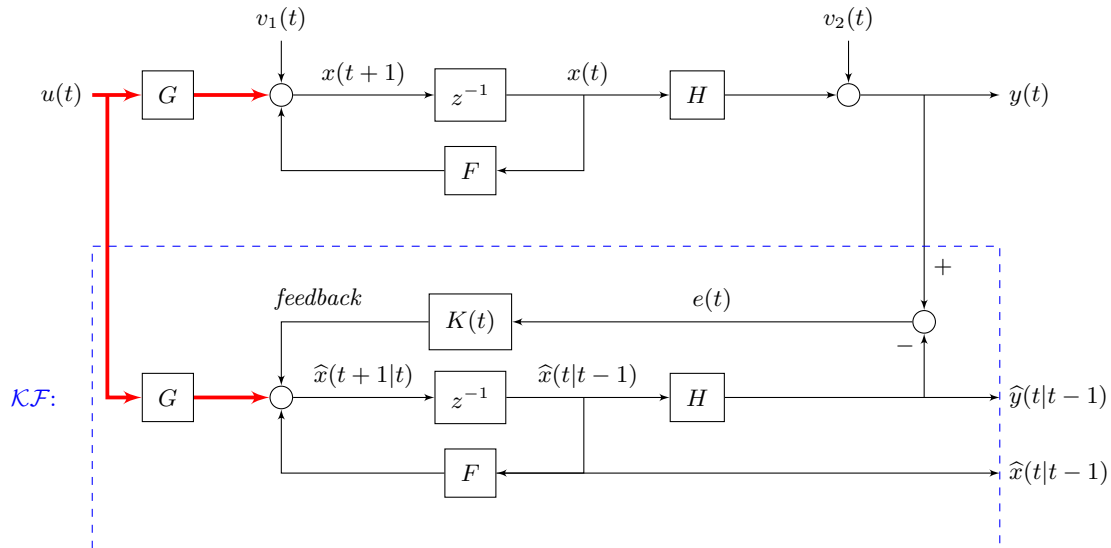 v₁(t) v₂(t)
x(t + 1) x(t)
u(t) G z⁻¹ H y(t)
F
+
feedback e(t)
K(t)
−
x̂(t + 1|t) x̂(t|t − 1)
𝒦ℱ: G z⁻¹ H ŷ(t|t − 1)
F x̂(t|t − 1)